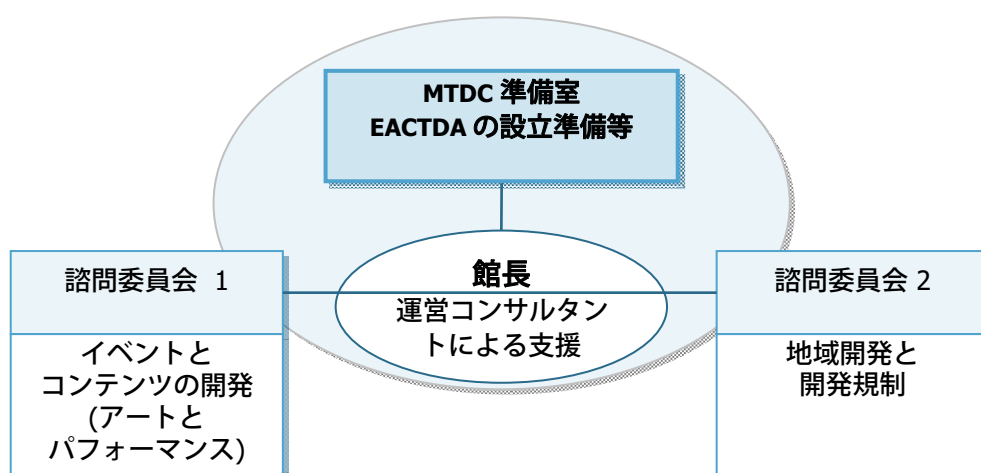 MTDC 準備室
EACTDA の設立準備等
諮問委員会 1
イベントと
コンテンツの開発
(アートと
パフォーマンス)
館長
運営コンサルタン
トによる支援
諮問委員会 2
地域開発と
開発規制